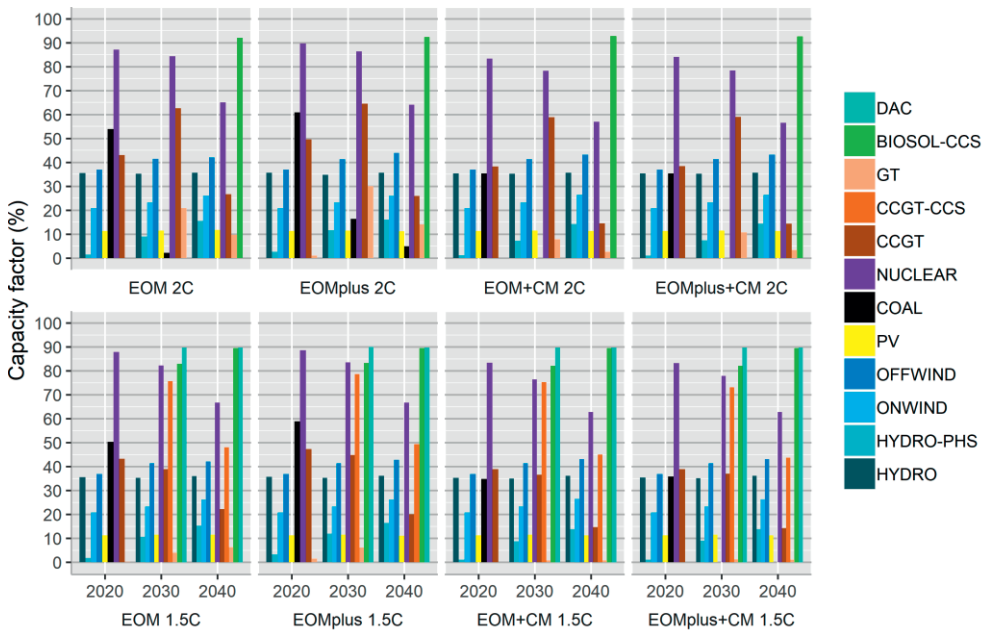 Capacity factor (%)
100
90
80
70
60
50
40
30
20
10
0
EOM 2C
EOMplus 2C
EOM+CM 2C
EOMplus+CM 2C
100
90
80
70
60
50
40
30
20
10
0
2020 2030 2040
2020 2030 2040
2020 2030 2040
2020 2030 2040
EOM 1.5C
EOMplus 1.5C
EOM+CM 1.5C
EOMplus+CM 1.5C
DAC
BIOSOL-CCS
GT
CCGT-CCS
CCGT
NUCLEAR
COAL
PV
OFFWIND
ONWIND
HYDRO-PHS
HYDRO